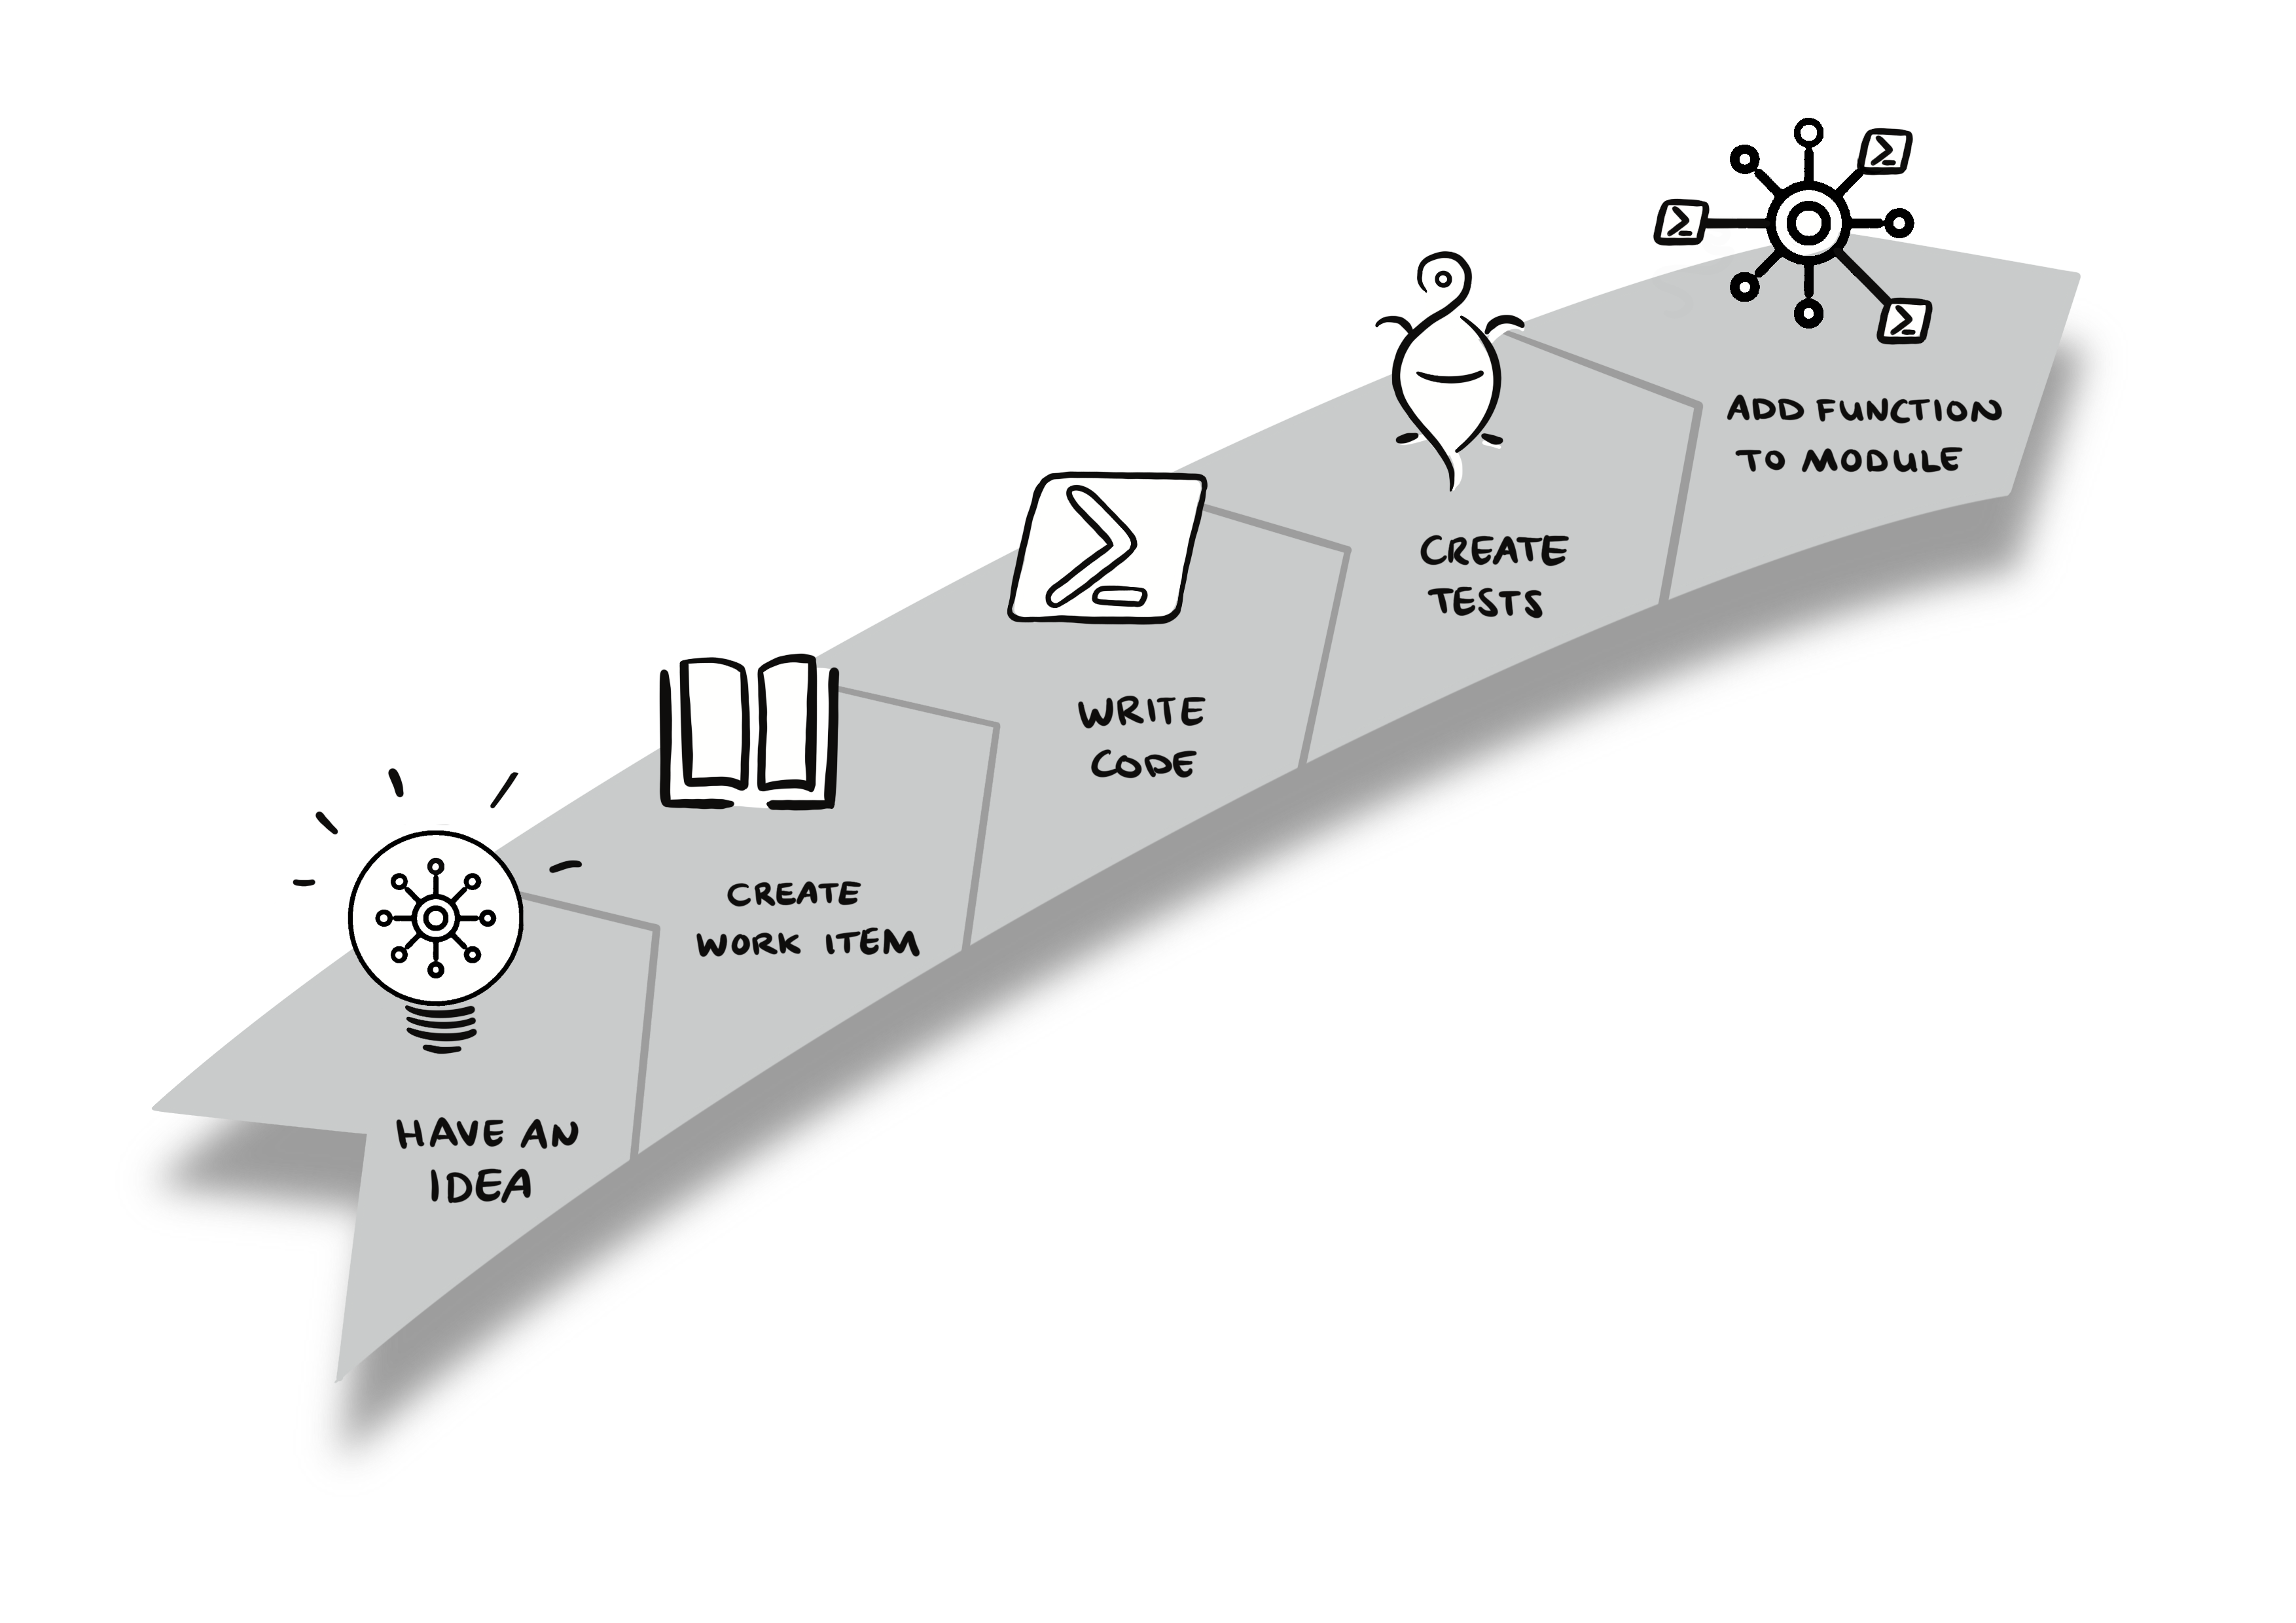 HAVE AN
IDEA
CREATE
WORK ITEM
WRITE
CODE
CREATE
TESTS
ADD FUNCTION
TO MODULE